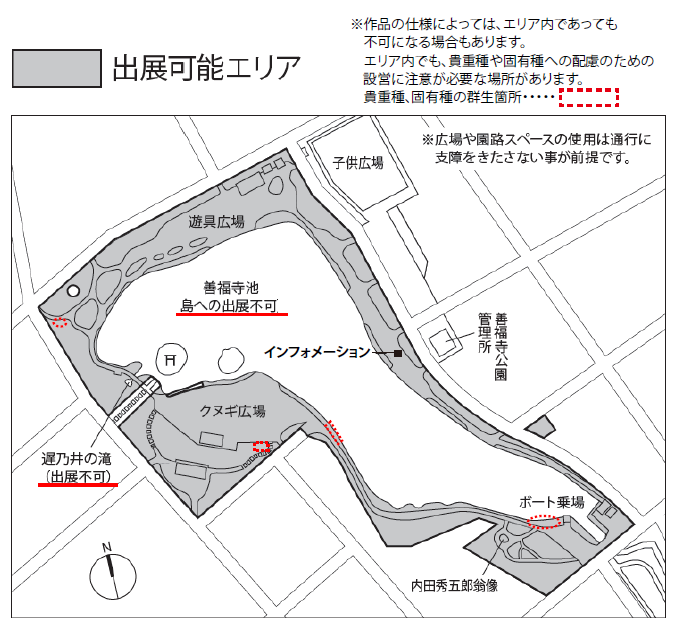 ※作品の仕様によっては、エリア内であっても
不可になる場合もあります。
エリア内でも、貴重種や固有種への配慮のための
設営に注意が必要な場所があります。
貴重種、固有種の群生箇所・・・・・
出展可能エリア
※広場や園路スペースの使用は通行に
支障をきたさない事が前提です。
子供広場
遊具広場
善福寺池
島への出展不可
インフォメーション
善福寺公園
管理所
クヌギ広場
遅乃井の滝
(出展不可)
ボート乗場
内田秀五郎翁像
N